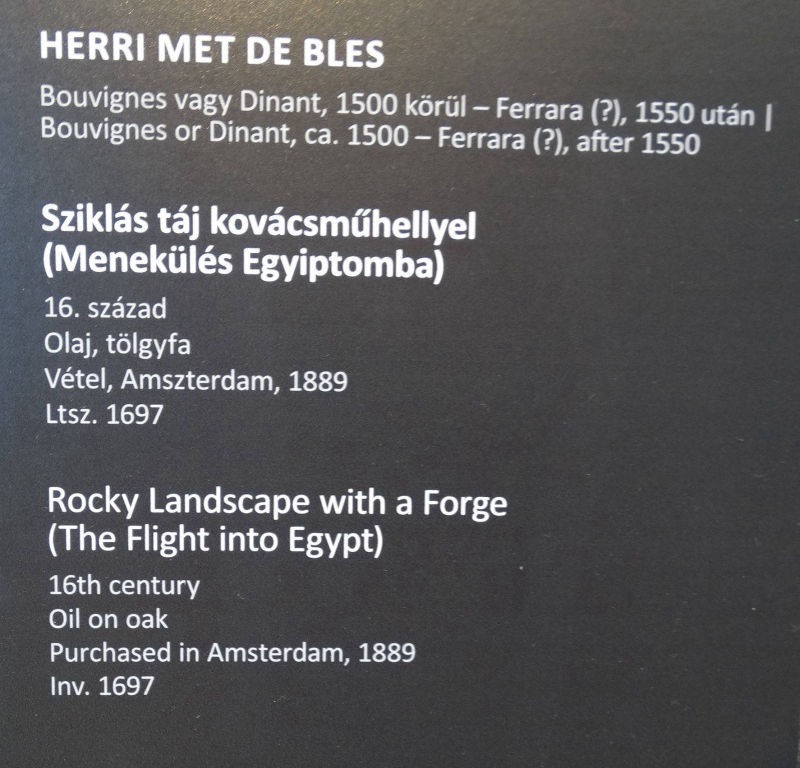 HERRI MET DE BLES
Bouvignes vagy Dinant, 1500 körül – Ferrara (?), 1550 után |
Bouvignes or Dinant, ca. 1500 – Ferrara (?), after 1550
Sziklás táj kovácsműhellyel
(Menekülés Egyiptomba)
16. század
Olaj, tölgyfa
Vétel, Amszterdam, 1889
Ltsz. 1697
Rocky Landscape with a Forge
(The Flight into Egypt)
16th century
Oil on oak
Purchased in Amsterdam, 1889
Inv. 1697